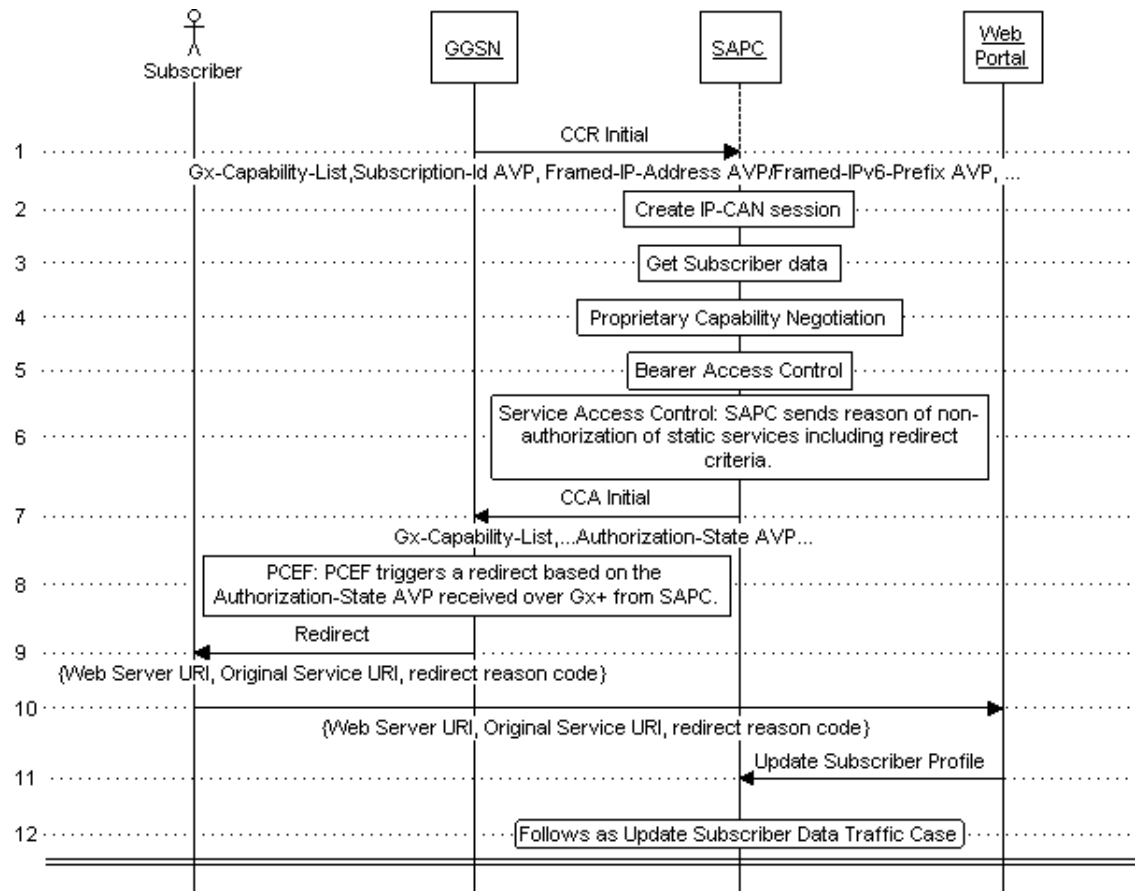 Subscriber
GGSN
SAPC
Web
Portal
CCR Initial
1
Gx-Capability-List,Subscription-Id AVP, Framed-IP-Address AVP/Framed-IPv6-Prefix AVP, ...
2
Create IP-CAN session
3
Get Subscriber data
4
Proprietary Capability Negotiation
5
Bearer Access Control
6
Service Access Control: SAPC sends reason of non-
authorization of static services including redirect
criteria.
CCA Initial
7
Gx-Capability-List,...Authorization-State AVP...
8
PCEF: PCEF triggers a redirect based on the
Authorization-State AVP received over Gx+ from SAPC.
Redirect
9
{Web Server URI, Original Service URI, redirect reason code}
10
{Web Server URI, Original Service URI, redirect reason code}
Update Subscriber Profile
11
12
Follows as Update Subscriber Data Traffic Case